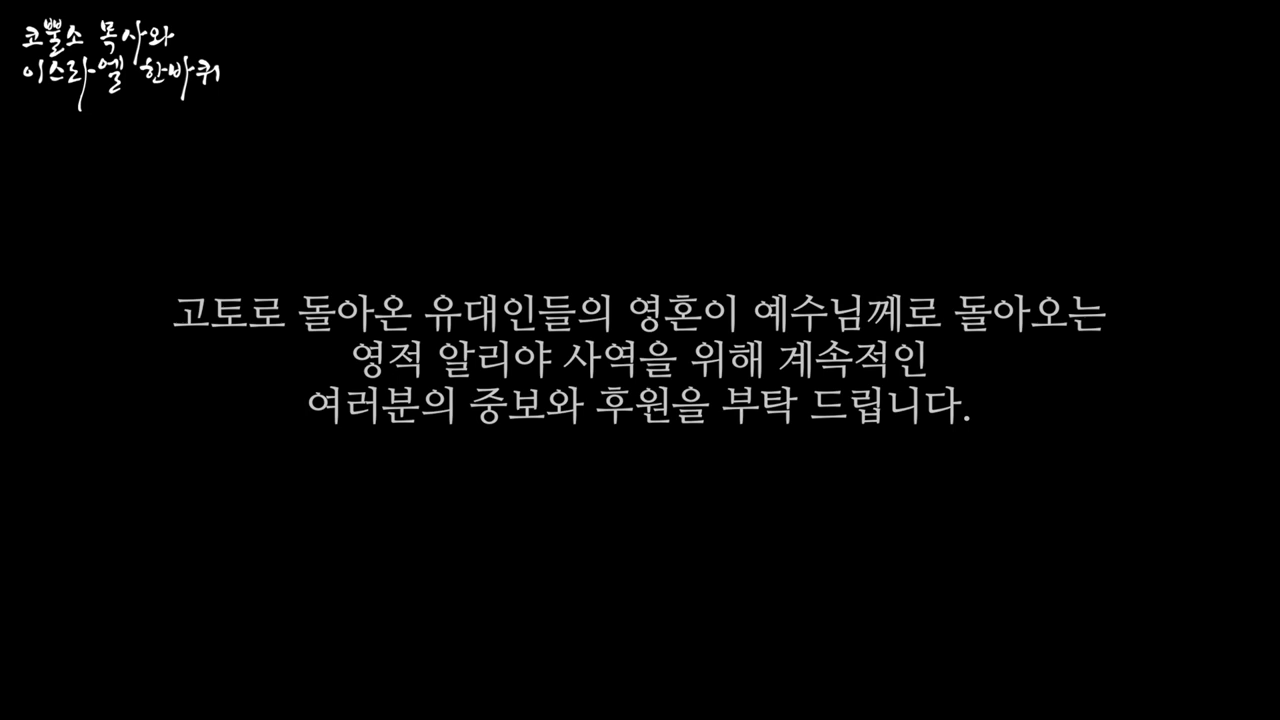 코뿔소 목사와
이스라엘 한바퀴
고토로 돌아온 유대인들의 영혼이 예수님께로 돌아오는
영적 알리야 사역을 위해 계속적인
여러분의 중보와 후원을 부탁 드립니다.